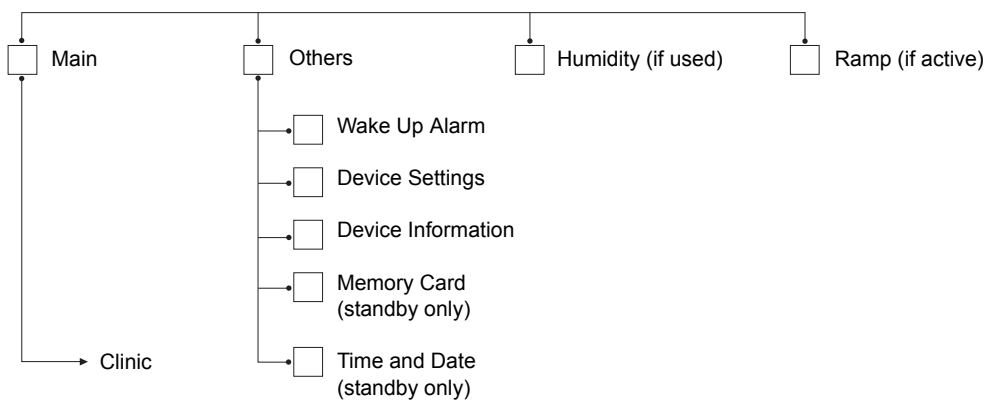 Main
Others
Humidity (if used)
Ramp (if active)
Wake Up Alarm
Device Settings
Device Information
Memory Card
(standby only)
Clinic
Time and Date
(standby only)